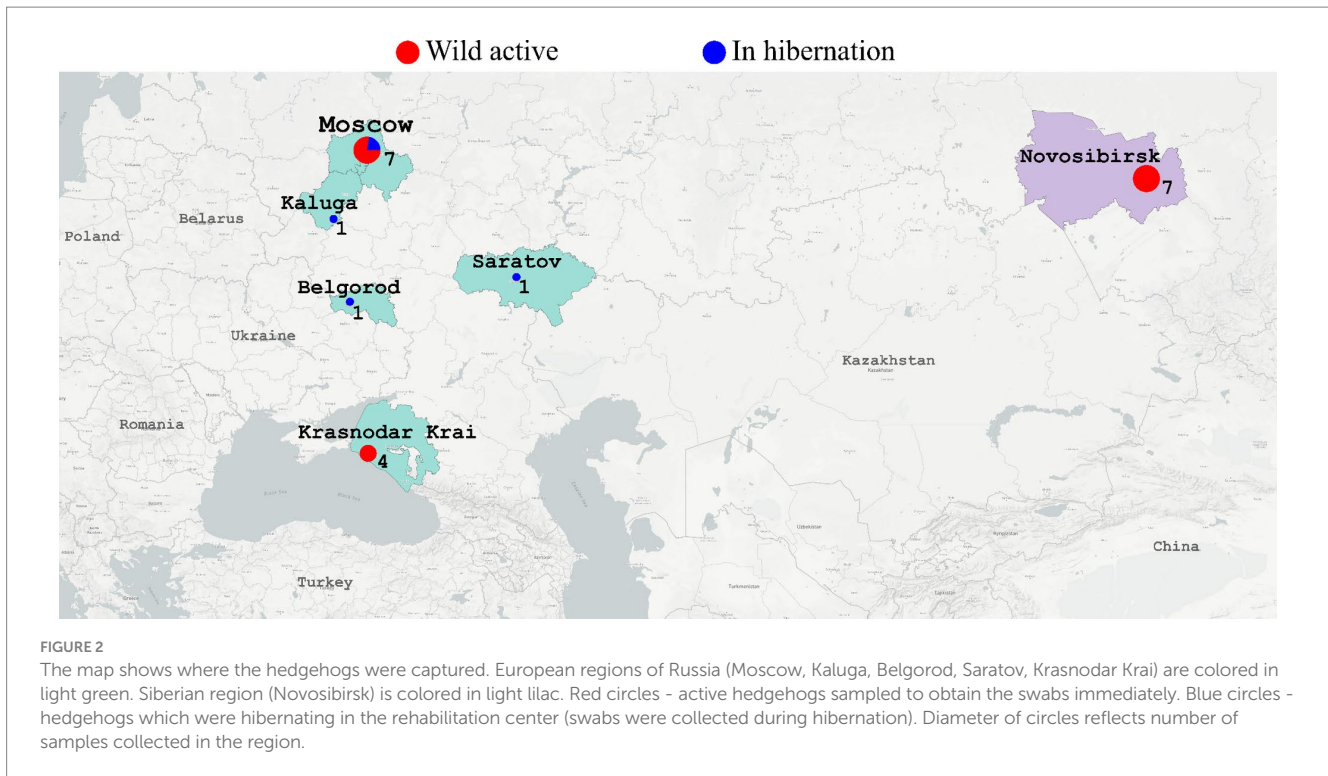 Wild active
In hibernation
Moscow
7
Novosibirsk
7
Kaluga
1
Belarus
Poland
Saratov
1
Belgorod
1
Ukraine
Kazakhstan
Romania
Krasnodar Krai
4
China
Turkey
FIGURE 2
The map shows where the hedgehogs were captured. European regions of Russia (Moscow, Kaluga, Belgorod, Saratov, Krasnodar Krai) are colored in
light green. Siberian region (Novosibirsk) is colored in light lilac. Red circles - active hedgehogs sampled to obtain the swabs immediately. Blue circles -
hedgehogs which were hibernating in the rehabilitation center (swabs were collected during hibernation). Diameter of circles reflects number of
samples collected in the region.